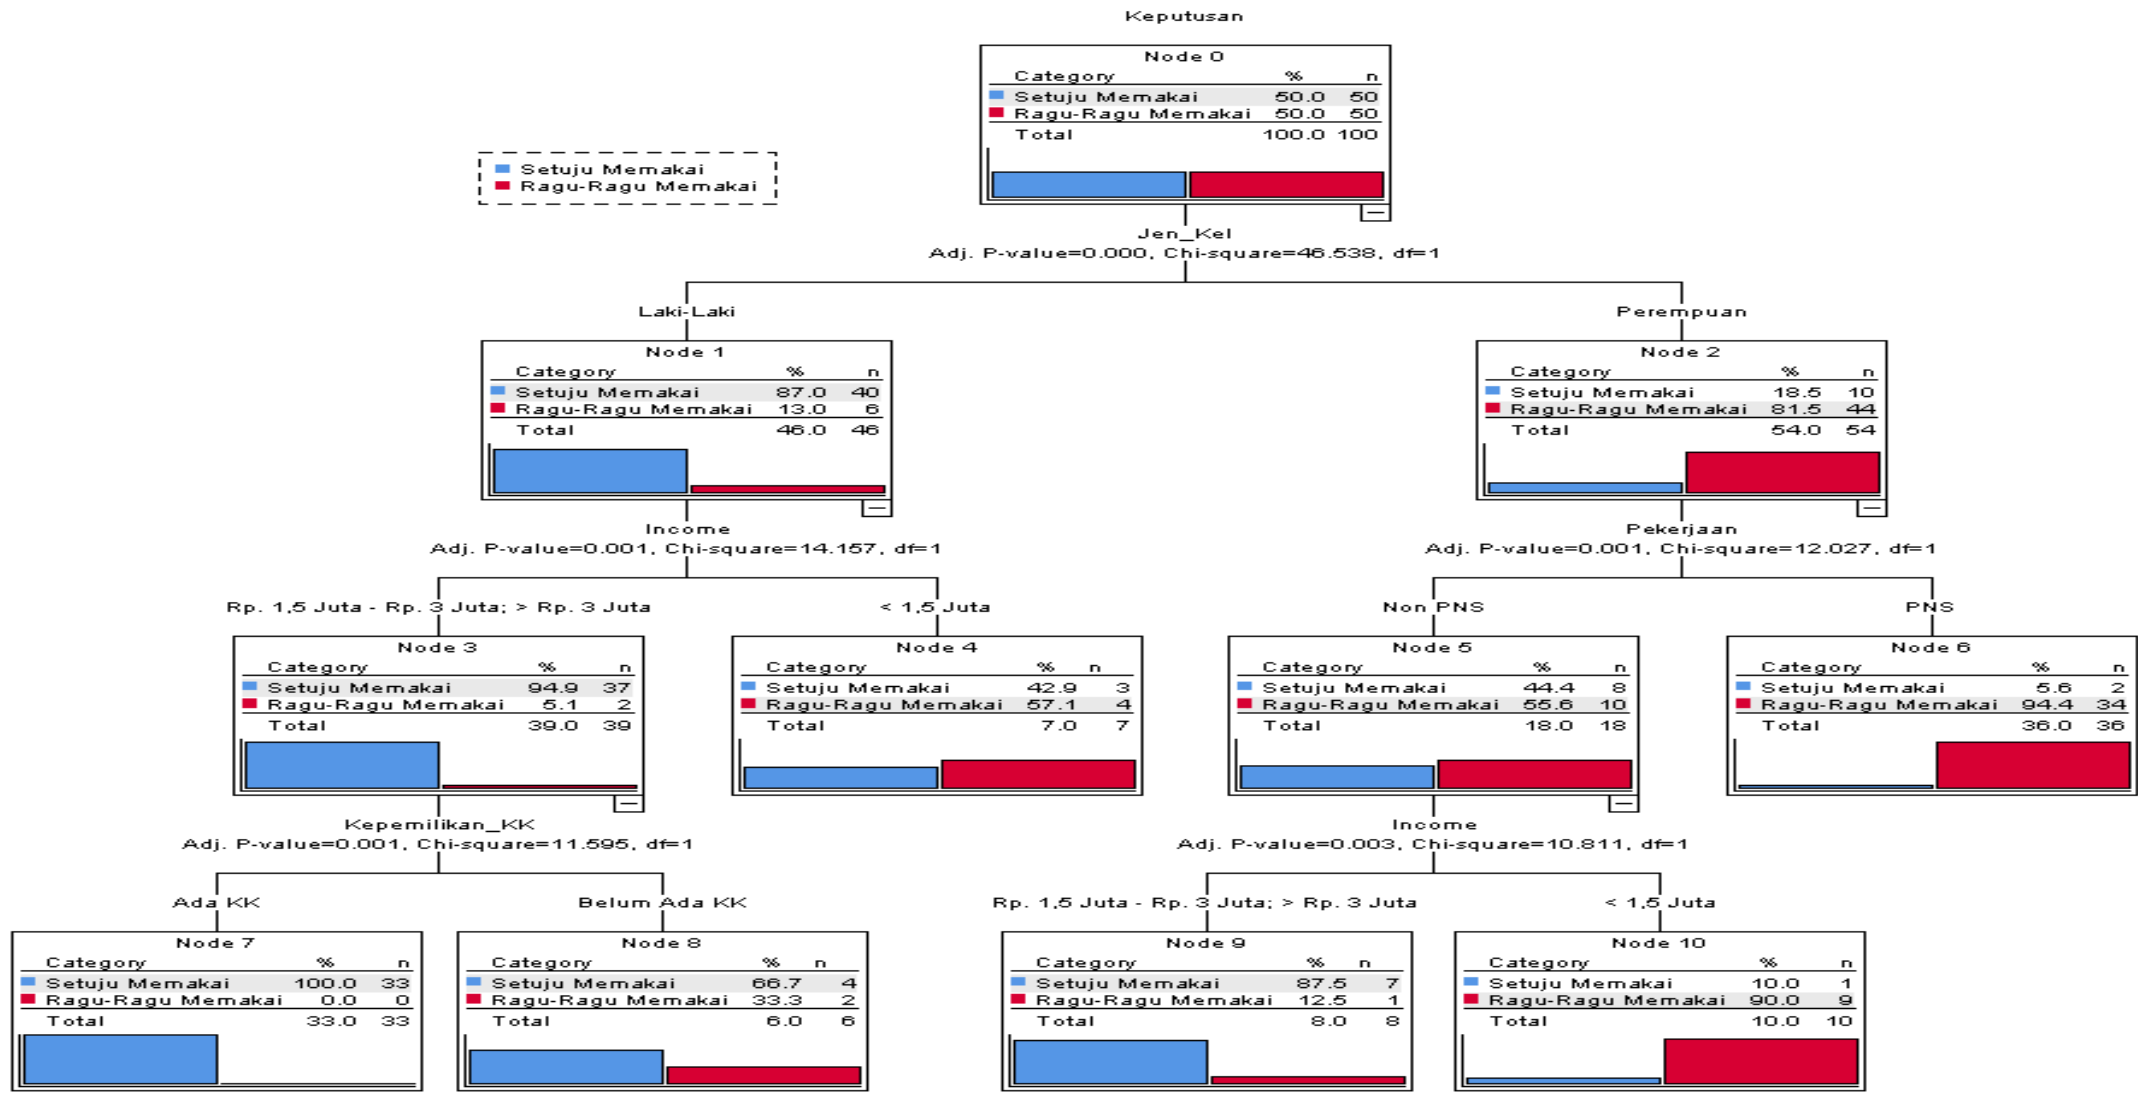 Keputusan
Node 0
Category % n
Setuju Memakai 50.0 50
Ragu-Ragu Memakai 50.0 50
Total 100.0 100
Setuju Memakai
Ragu-Ragu Memakai
Jen_Kel
Adj. P-value=0.000, Chi-square=46.538, df=1
Laki-Laki
Perempuan
Node 1
Category % n
Setuju Memakai 87.0 40
Ragu-Ragu Memakai 13.0 6
Total 46.0 46
Node 2
Category % n
Setuju Memakai 18.5 10
Ragu-Ragu Memakai 81.5 44
Total 54.0 54
Income
Adj. P-value=0.001, Chi-square=14.157, df=1
Pekerjaan
Adj. P-value=0.001, Chi-square=12.027, df=1
Rp. 1,5 Juta - Rp. 3 Juta; > Rp. 3 Juta
< 1,5 Juta
Non PNS
PNS
Node 3
Category % n
Setuju Memakai 94.9 37
Ragu-Ragu Memakai 5.1 2
Total 39.0 39
Node 4
Category % n
Setuju Memakai 42.9 3
Ragu-Ragu Memakai 57.1 4
Total 7.0 7
Node 5
Category % n
Setuju Memakai 44.4 8
Ragu-Ragu Memakai 55.6 10
Total 18.0 18
Node 6
Category % n
Setuju Memakai 5.6 2
Ragu-Ragu Memakai 94.4 34
Total 36.0 36
Kepemilikan_KK
Adj. P-value=0.001, Chi-square=11.595, df=1
Income
Adj. P-value=0.003, Chi-square=10.811, df=1
Ada KK
Belum Ada KK
Rp. 1,5 Juta - Rp. 3 Juta; > Rp. 3 Juta
< 1,5 Juta
Node 7
Category % n
Setuju Memakai 100.0 33
Ragu-Ragu Memakai 0.0 0
Total 33.0 33
Node 8
Category % n
Setuju Memakai 66.7 4
Ragu-Ragu Memakai 33.3 2
Total 6.0 6
Node 9
Category % n
Setuju Memakai 87.5 7
Ragu-Ragu Memakai 12.5 1
Total 8.0 8
Node 10
Category % n
Setuju Memakai 10.0 1
Ragu-Ragu Memakai 90.0 9
Total 10.0 10